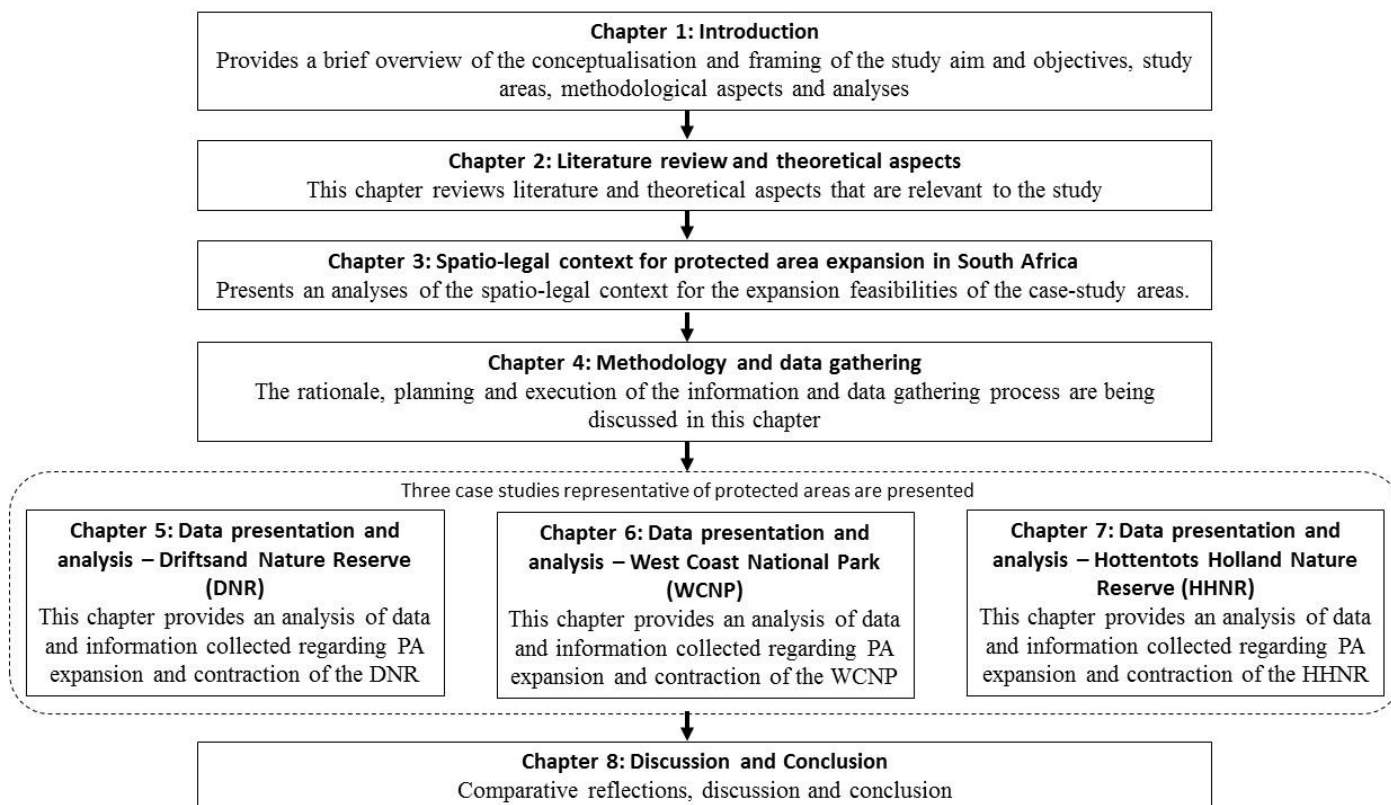 Chapter 1: Introduction
Provides a brief overview of the conceptualisation and framing of the study aim and objectives, study
areas, methodological aspects and analyses
Chapter 2: Literature review and theoretical aspects
This chapter reviews literature and theoretical aspects that are relevant to the study
Chapter 3: Spatio-legal context for protected area expansion in South Africa
Presents an analyses of the spatio-legal context for the expansion feasibilities of the case-study areas.
Chapter 4: Methodology and data gathering
The rationale, planning and execution of the information and data gathering process are being
discussed in this chapter
Three case studies representative of protected areas are presented
Chapter 5: Data presentation and
analysis – Driftsand Nature Reserve
(DNR)
This chapter provides an analysis of data
and information collected regarding PA
expansion and contraction of the DNR
Chapter 6: Data presentation and
analysis – West Coast National Park
(WCNP)
This chapter provides an analysis of data
and information collected regarding PA
expansion and contraction of the WCNP
Chapter 7: Data presentation and
analysis – Hottentots Holland Nature
Reserve (HHNR)
This chapter provides an analysis of data
and information collected regarding PA
expansion and contraction of the HHNR
Chapter 8: Discussion and Conclusion
Comparative reflections, discussion and conclusion